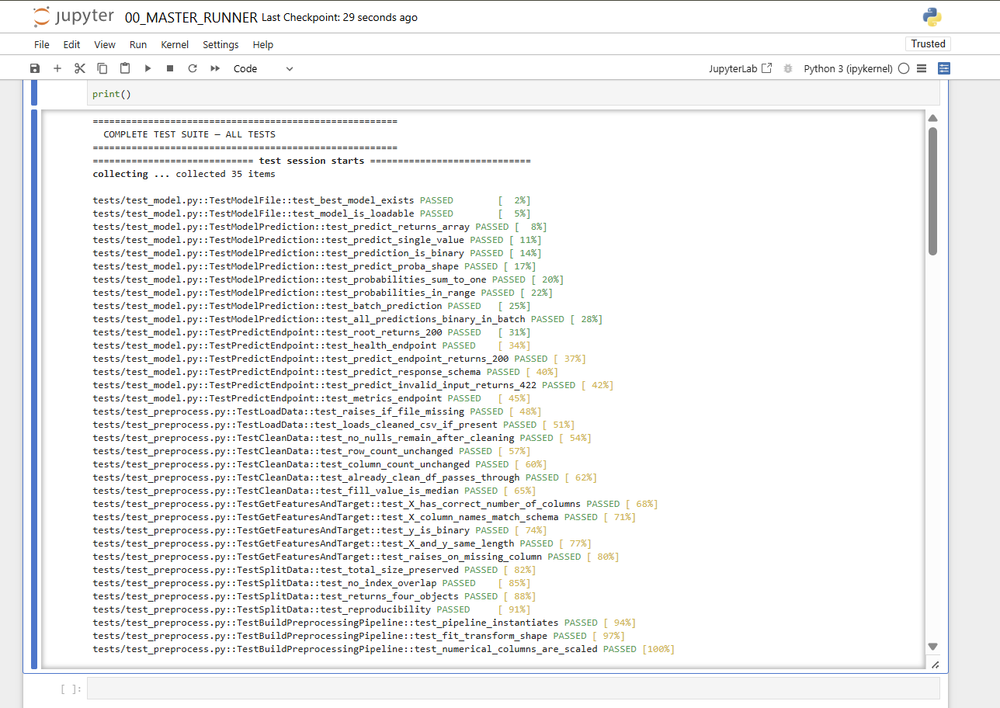 jupyter 00_MASTER_RUNNER Last Checkpoint: 29 seconds ago
File Edit View Run Kernel Settings Help
Trusted
Code
JupyterLab
Python 3 (ipykernel)
print()
=======================================================
  COMPLETE TEST SUITE — ALL TESTS
=======================================================
============================= test session starts =============================
collecting ... collected 35 items
tests/test_model.py::TestModelFile::test_best_model_exists PASSED        [  2%]
tests/test_model.py::TestModelFile::test_model_is_loadable PASSED        [  5%]
tests/test_model.py::TestModelPrediction::test_predict_returns_array PASSED [  8%]
tests/test_model.py::TestModelPrediction::test_predict_single_value PASSED [ 11%]
tests/test_model.py::TestModelPrediction::test_prediction_is_binary PASSED [ 14%]
tests/test_model.py::TestModelPrediction::test_predict_proba_shape PASSED [ 17%]
tests/test_model.py::TestModelPrediction::test_probabilities_sum_to_one PASSED [ 20%]
tests/test_model.py::TestModelPrediction::test_probabilities_in_range PASSED [ 22%]
tests/test_model.py::TestModelPrediction::test_batch_prediction PASSED   [ 25%]
tests/test_model.py::TestModelPrediction::test_all_predictions_binary_in_batch PASSED [ 28%]
tests/test_model.py::TestPredictEndpoint::test_root_returns_200 PASSED   [ 31%]
tests/test_model.py::TestPredictEndpoint::test_health_endpoint PASSED    [ 34%]
tests/test_model.py::TestPredictEndpoint::test_predict_endpoint_returns_200 PASSED [ 37%]
tests/test_model.py::TestPredictEndpoint::test_predict_response_schema PASSED [ 40%]
tests/test_model.py::TestPredictEndpoint::test_predict_invalid_input_returns_422 PASSED [ 42%]
tests/test_model.py::TestPredictEndpoint::test_metrics_endpoint PASSED   [ 45%]
tests/test_preprocess.py::TestLoadData::test_raises_if_file_missing PASSED [ 48%]
tests/test_preprocess.py::TestLoadData::test_loads_cleaned_csv_if_present PASSED [ 51%]
tests/test_preprocess.py::TestCleanData::test_no_nulls_remain_after_cleaning PASSED [ 54%]
tests/test_preprocess.py::TestCleanData::test_row_count_unchanged PASSED [ 57%]
tests/test_preprocess.py::TestCleanData::test_column_count_unchanged PASSED [ 60%]
tests/test_preprocess.py::TestCleanData::test_already_clean_df_passes_through PASSED [ 62%]
tests/test_preprocess.py::TestCleanData::test_fill_value_is_median PASSED [ 65%]
tests/test_preprocess.py::TestGetFeaturesAndTarget::test_X_has_correct_number_of_columns PASSED [ 68%]
tests/test_preprocess.py::TestGetFeaturesAndTarget::test_X_column_names_match_schema PASSED [ 71%]
tests/test_preprocess.py::TestGetFeaturesAndTarget::test_y_is_binary PASSED [ 74%]
tests/test_preprocess.py::TestGetFeaturesAndTarget::test_X_and_y_same_length PASSED [ 77%]
tests/test_preprocess.py::TestGetFeaturesAndTarget::test_raises_on_missing_column PASSED [ 80%]
tests/test_preprocess.py::TestSplitData::test_total_size_preserved PASSED [ 82%]
tests/test_preprocess.py::TestSplitData::test_no_index_overlap PASSED    [ 85%]
tests/test_preprocess.py::TestSplitData::test_returns_four_objects PASSED [ 88%]
tests/test_preprocess.py::TestSplitData::test_reproducibility PASSED     [ 91%]
tests/test_preprocess.py::TestBuildPreprocessingPipeline::test_pipeline_instantiates PASSED [ 94%]
tests/test_preprocess.py::TestBuildPreprocessingPipeline::test_fit_transform_shape PASSED [ 97%]
tests/test_preprocess.py::TestBuildPreprocessingPipeline::test_numerical_columns_are_scaled PASSED [100%]
[ ]: